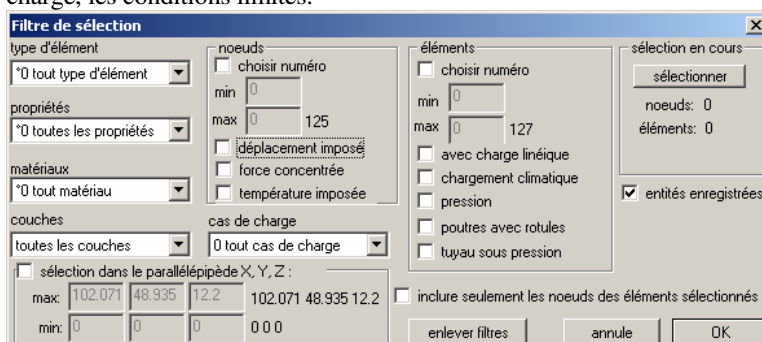 charge, les conditions limites.
Filtre de sélection
type d'élément
*0 tout type d'élément
propriétés
*0 toutes les propriétés
matériaux
*0 tout matériau
couches
toutes les couches
noeuds
choisir numéro
min 0
max 0 125
déplacement imposé
force concentrée
température imposée
cas de charge
0 tout cas de charge
éléments
choisir numéro
min 0
max 0 127
avec charge linéique
chargement climatique
pression
poutres avec rotules
tuyau sous pression
sélection en cours
sélectionner
noeuds: 0
éléments: 0
entités enregistrées
sélection dans le parallélépipède X, Y, Z :
max: 102.071 48.935 12.2 102.071 48.935 12.2
min: 0 0 0 0 0 0
inclure seulement les noeuds des éléments sélectionnés
enlever filtres
annule
OK